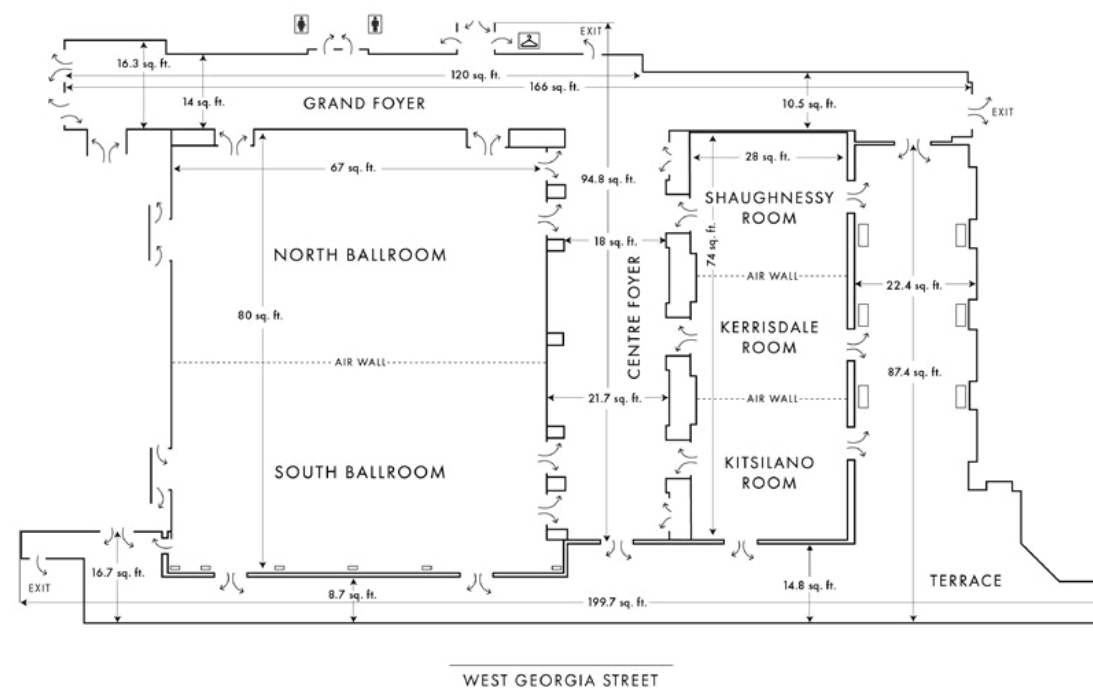 EXIT
16.3 sq. ft.
120 sq. ft.
166 sq. ft.
14 sq. ft.
GRAND FOYER
10.5 sq. ft.
EXIT
67 sq. ft.
28 sq. ft.
94.8 sq. ft.
SHAUGHNESSY
ROOM
74 sq. ft.
NORTH BALLROOM
18 sq. ft.
AIR WALL
22.4 sq. ft.
80 sq. ft.
CENTRE FOYER
KERRISDALE
ROOM
AIR WALL
87.4 sq. ft.
21.7 sq. ft.
AIR WALL
SOUTH BALLROOM
KITSILANO
ROOM
16.7 sq. ft.
EXIT
8.7 sq. ft.
199.7 sq. ft.
14.8 sq. ft.
TERRACE
WEST GEORGIA STREET